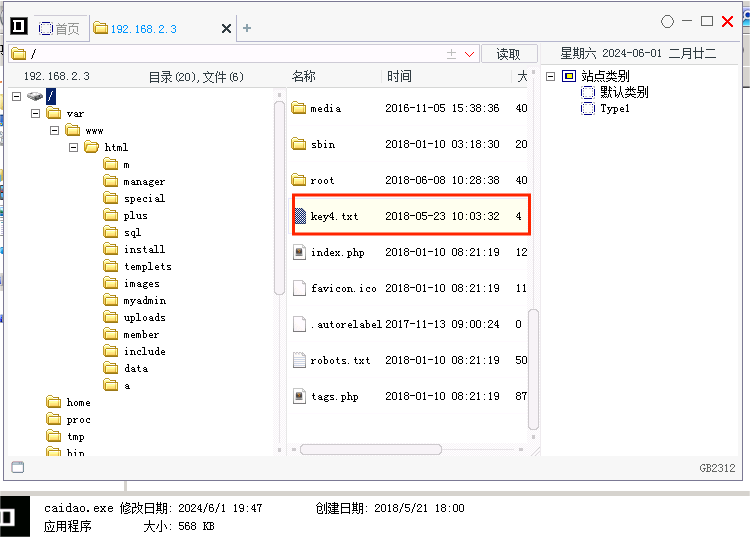 首页
192.168.2.3
/
读取
星期六 2024-06-01 二月廿二
192.168.2.3 目录(20),文件(6)
名称 时间 大
/
var
www
html
m
manager
special
plus
sql
install
templets
images
myadmin
uploads
member
include
data
a
home
proc
tmp
bin
media 2016-11-05 15:38:36 40
sbin 2018-01-10 03:18:30 20
root 2018-06-08 10:28:38 40
key4.txt 2018-05-23 10:03:32 4
index.php 2018-01-10 08:21:19 12
favicon.ico 2018-01-10 08:21:19 11
.autorelabel 2017-11-13 09:00:24 0
robots.txt 2018-01-10 08:21:19 50
tags.php 2018-01-10 08:21:19 87
站点类别
默认类别
Type1
GB2312
caidao.exe 修改日期: 2024/6/1 19:47 创建日期: 2018/5/21 18:00
应用程序 大小: 568 KB